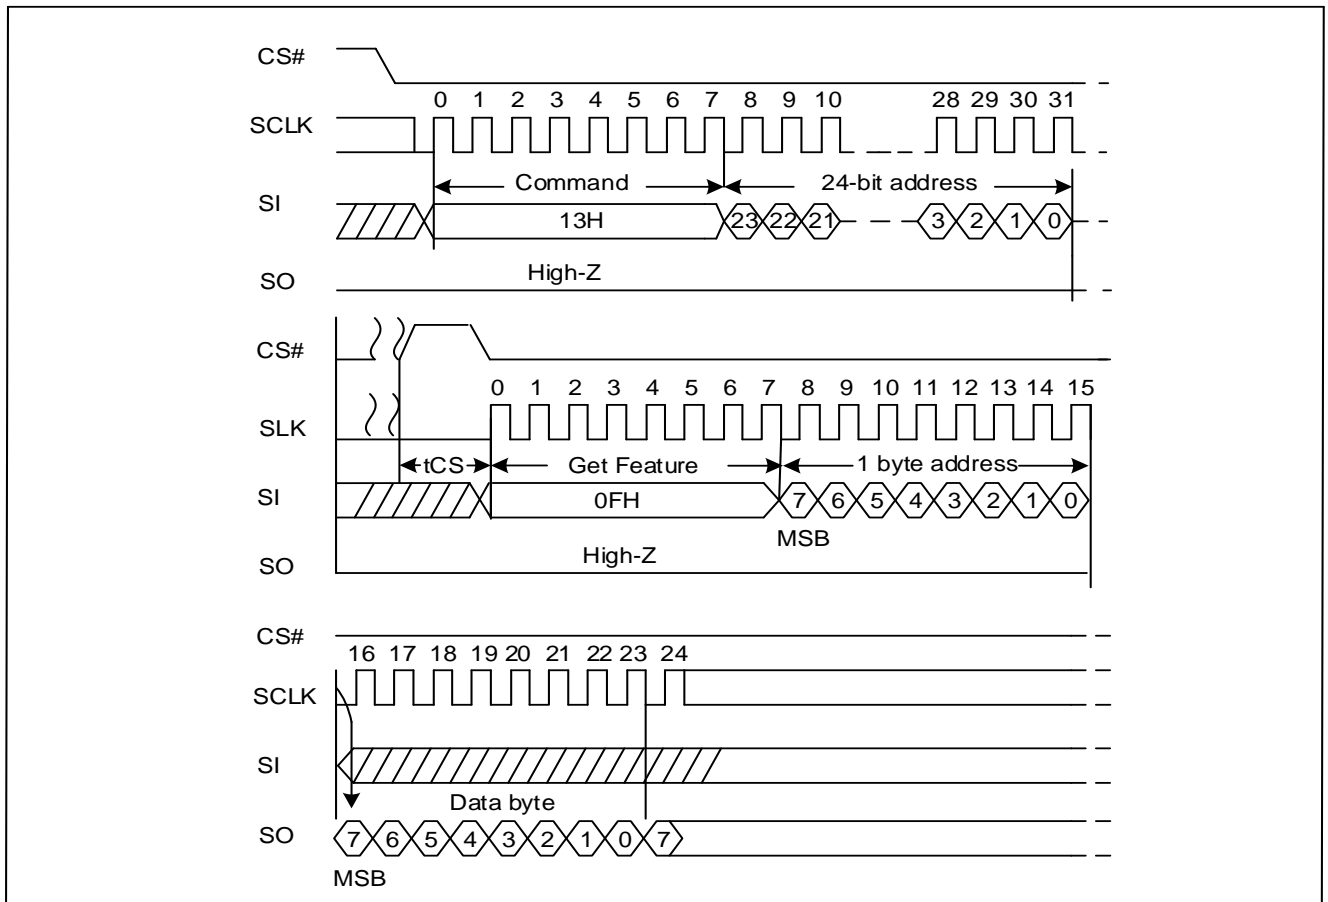 CS#
0 1 2 3 4 5 6 7 8 9 10 28 29 30 31
SCLK
Command 24-bit address
SI
13H 23 22 21 3 2 1 0
High-Z
SO
CS#
0 1 2 3 4 5 6 7 8 9 10 11 12 13 14 15
SLK
tCS Get Feature 1 byte address
SI
0FH 7 6 5 4 3 2 1 0
MSB
High-Z
SO
CS#
16 17 18 19 20 21 22 23 24
SCLK
SI
Data byte
SO 7 6 5 4 3 2 1 0 7
MSB